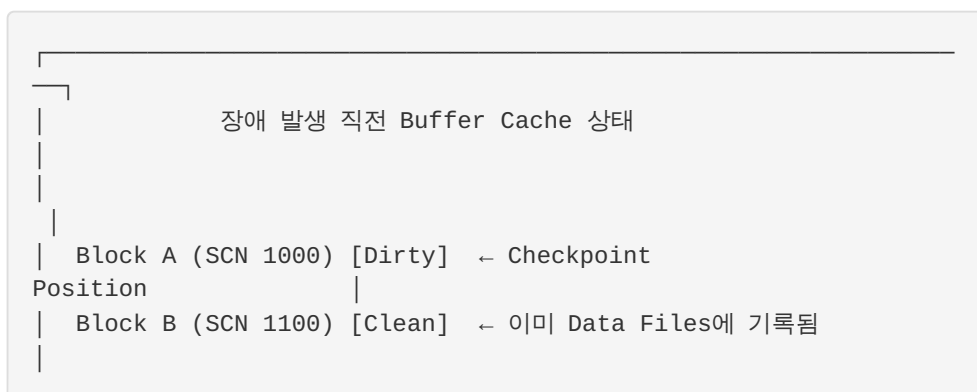 장애 발생 직전 Buffer Cache 상태
Block A (SCN 1000) [Dirty] ← Checkpoint
Position
Block B (SCN 1100) [Clean] ← 이미 Data Files에 기록됨